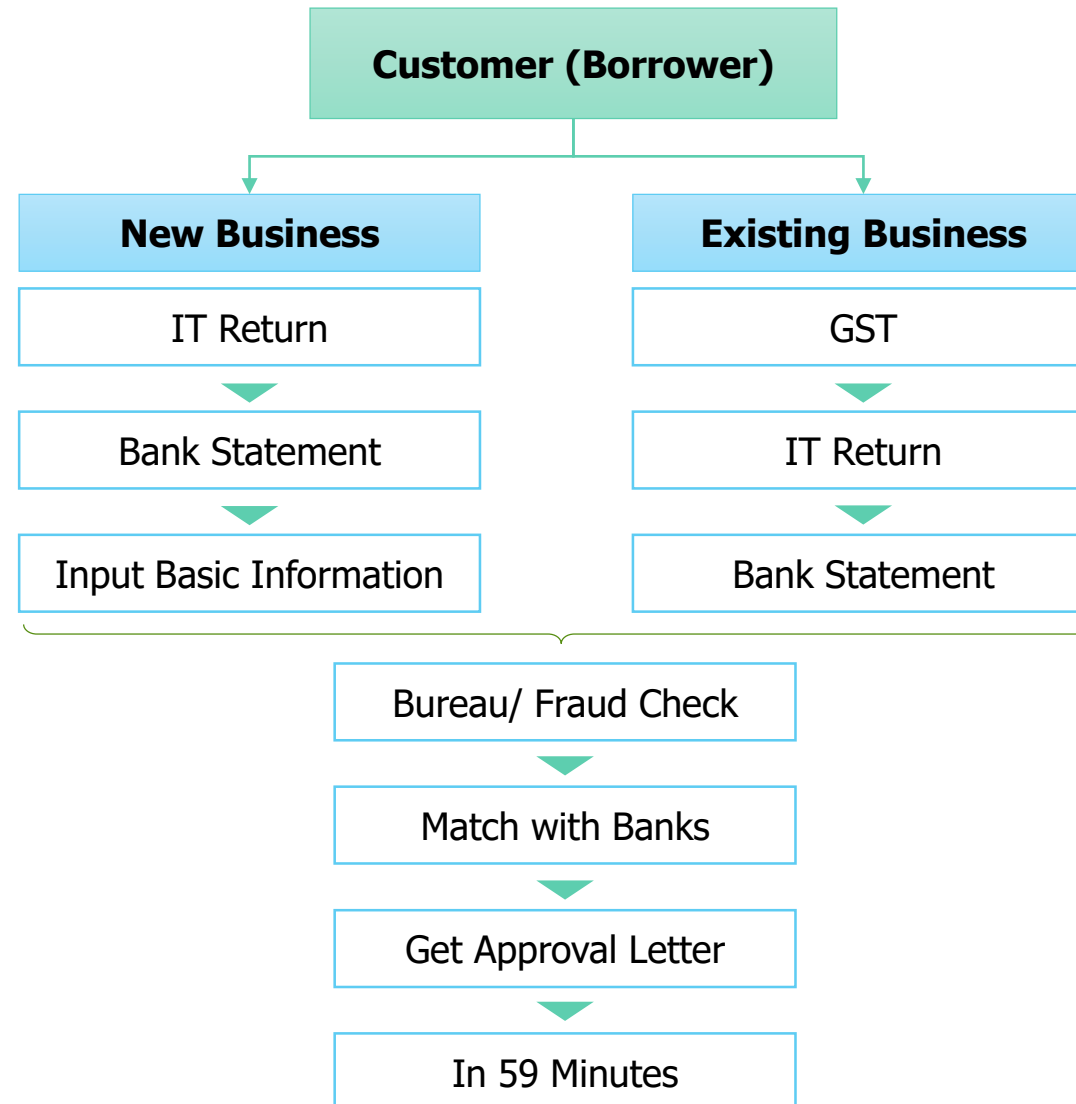 Customer (Borrower)
New Business
Existing Business
IT Return
GST
Bank Statement
IT Return
Input Basic Information
Bank Statement
Bureau/ Fraud Check
Match with Banks
Get Approval Letter
In 59 Minutes